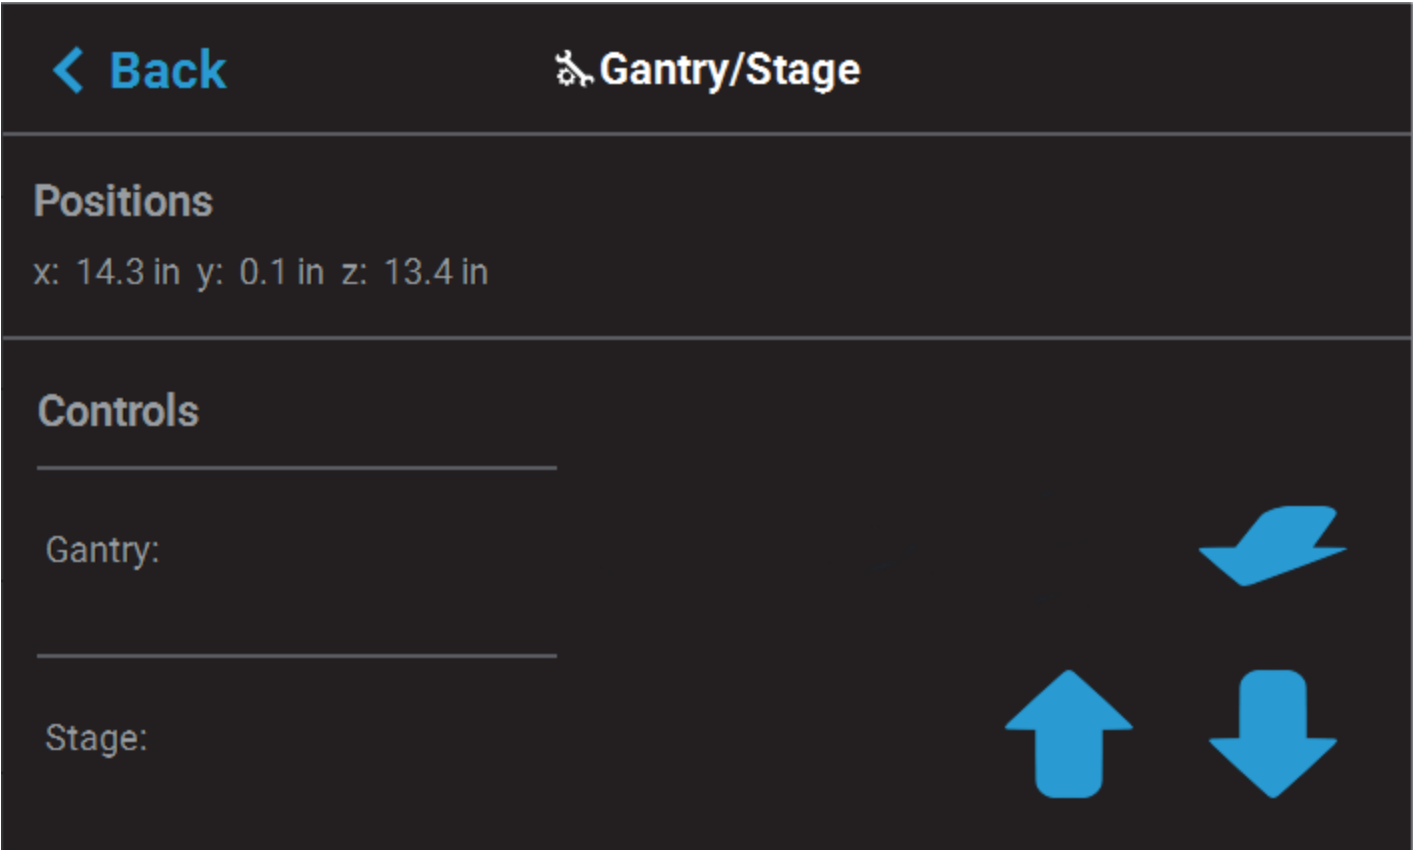 Back
Gantry/Stage
Positions
x: 14.3 in y: 0.1 in z: 13.4 in
Controls
Gantry:
Stage: